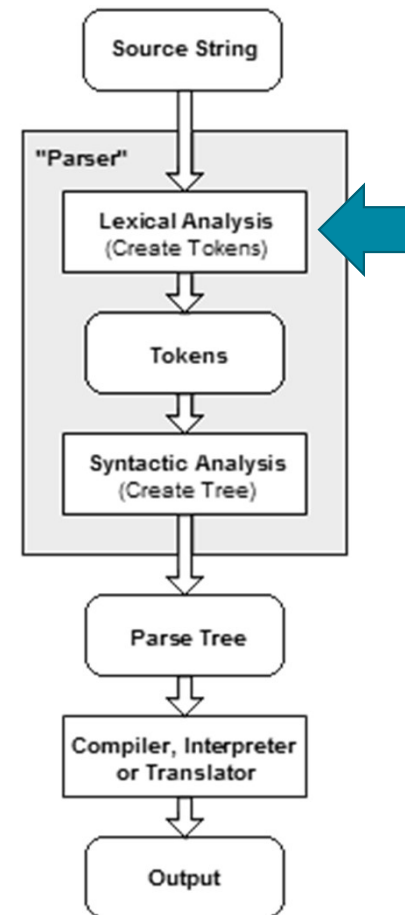 Source String
"Parser"
Lexical Analysis
(Create Tokens)
Tokens
Syntactic Analysis
(Create Tree)
Parse Tree
Compiler, Interpreter
or Translator
Output